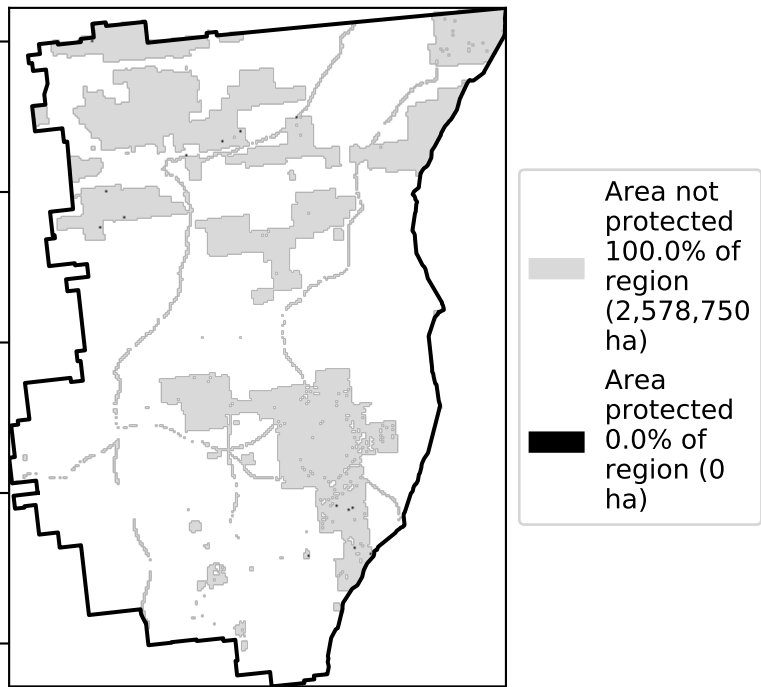 Area not
protected
100.0% of
region
(2,578,750
ha)
Area
protected
0.0% of
region (0
ha)